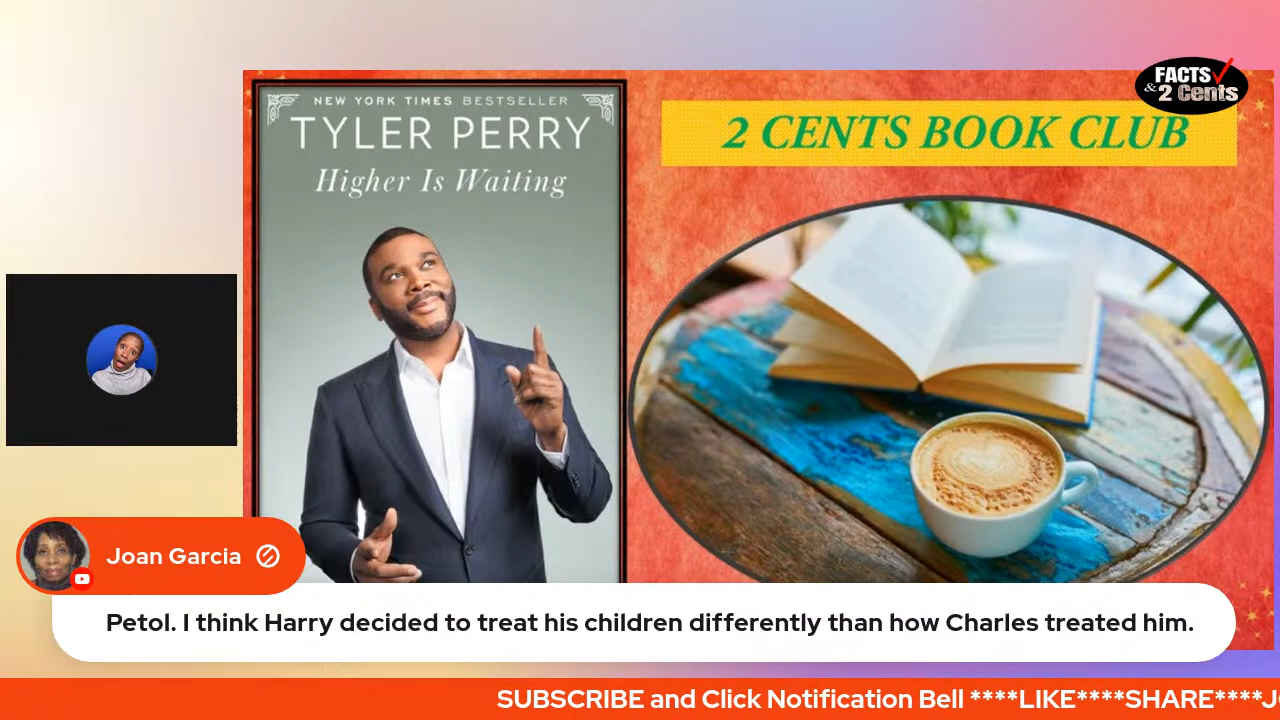 FACTS
& 2 Cents
NEW YORK TIMES BESTSELLER
TYLER PERRY
Higher Is Waiting
2 CENTS BOOK CLUB
Joan Garcia
Petol. I think Harry decided to treat his children differently than how Charles treated him.
SUBSCRIBE and Click Notification Bell ****LIKE****SHARE****J